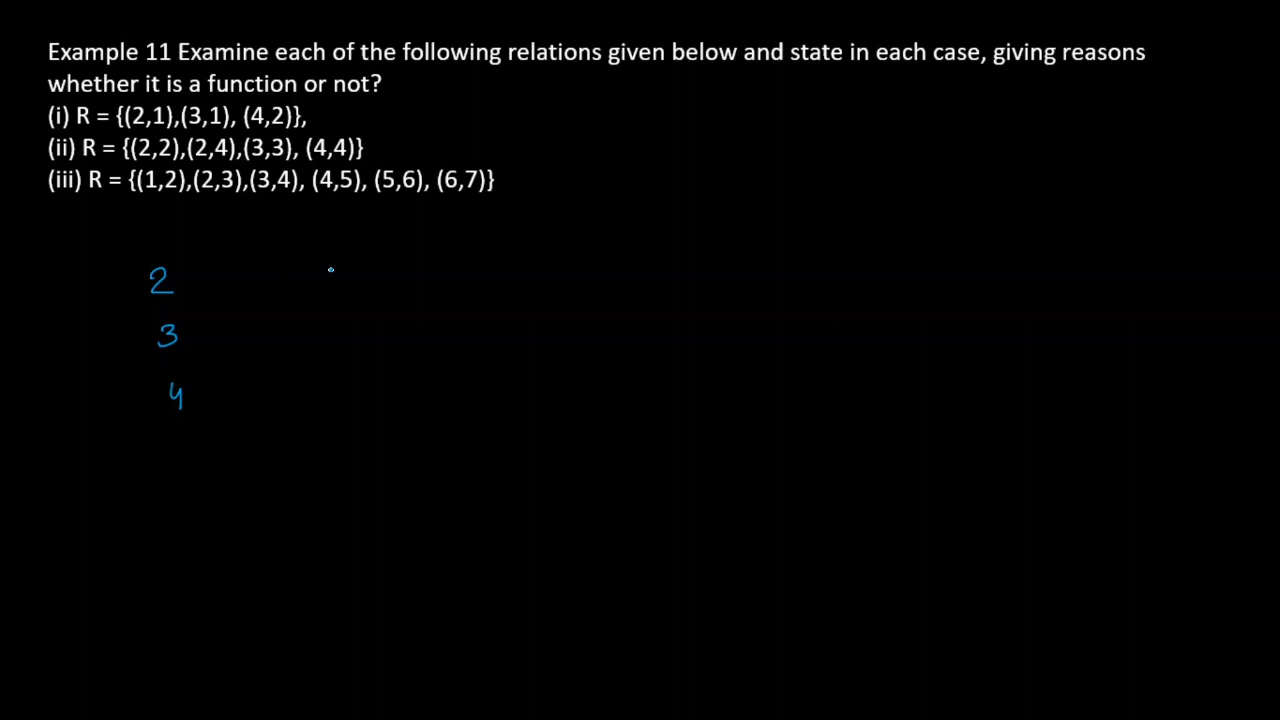 Example 11 Examine each of the following relations given below and state in each case, giving reasons
whether it is a function or not?
(i) R = {(2,1),(3,1), (4,2)},
(ii) R = {(2,2),(2,4),(3,3), (4,4)}
(iii) R = {(1,2),(2,3),(3,4), (4,5), (5,6), (6,7)}
2
3
4